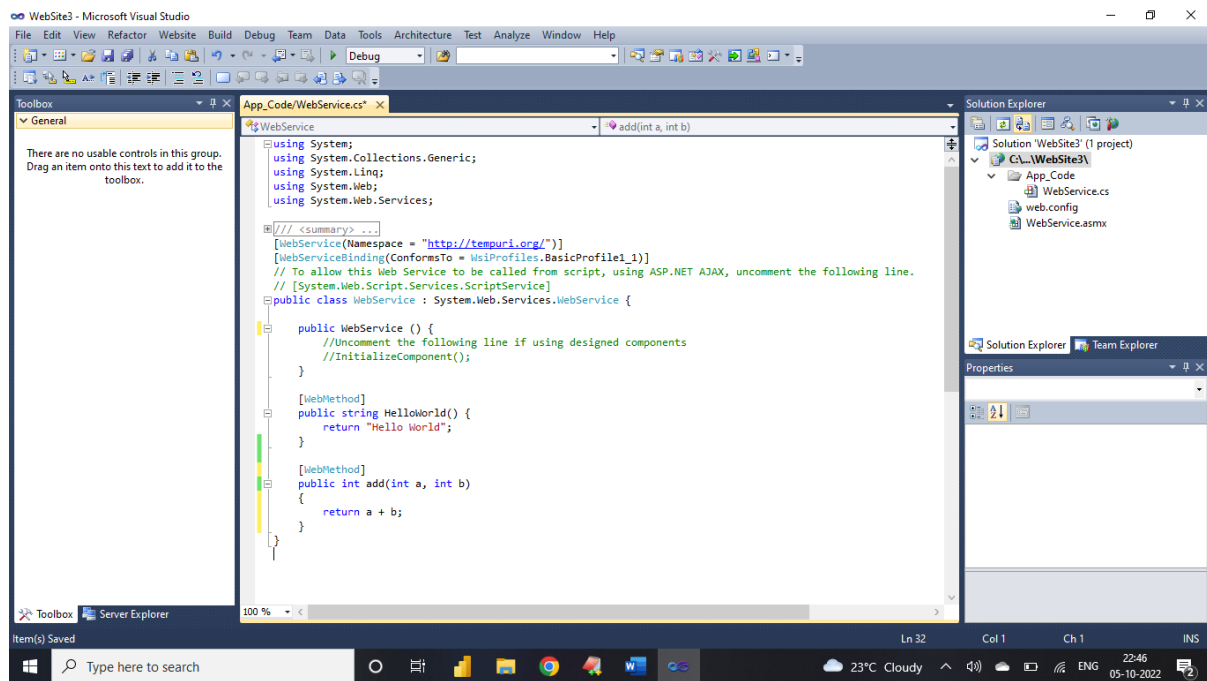 WebSite3 - Microsoft Visual Studio
File Edit View Refactor Website Build Debug Team Data Tools Architecture Test Analyze Window Help
Debug
Toolbox
General
There are no usable controls in this group.
Drag an item onto this text to add it to the
toolbox.
App_Code/WebService.cs*
WebService
add(int a, int b)
using System;
using System.Collections.Generic;
using System.Linq;
using System.Web;
using System.Web.Services;
/// <summary> ...
[WebService(Namespace = "http://tempuri.org/")]
[WebServiceBinding(ConformsTo = WsiProfiles.BasicProfile1_1)]
// To allow this Web Service to be called from script, using ASP.NET AJAX, uncomment the following line.
// [System.Web.Script.Services.ScriptService]
public class WebService : System.Web.Services.WebService {
public WebService () {
//Uncomment the following line if using designed components
//InitializeComponent();
}
[WebMethod]
public string HelloWorld() {
return "Hello World";
}
[WebMethod]
public int add(int a, int b)
{
return a + b;
}
}
100 %
Solution Explorer
Solution 'WebSite3' (1 project)
C:\...\WebSite3\
App_Code
WebService.cs
web.config
WebService.asmx
Solution Explorer Team Explorer
Properties
Toolbox Server Explorer
Item(s) Saved Ln 32 Col 1 Ch 1 INS
Type here to search
23°C Cloudy ENG
22:46
05-10-2022
2